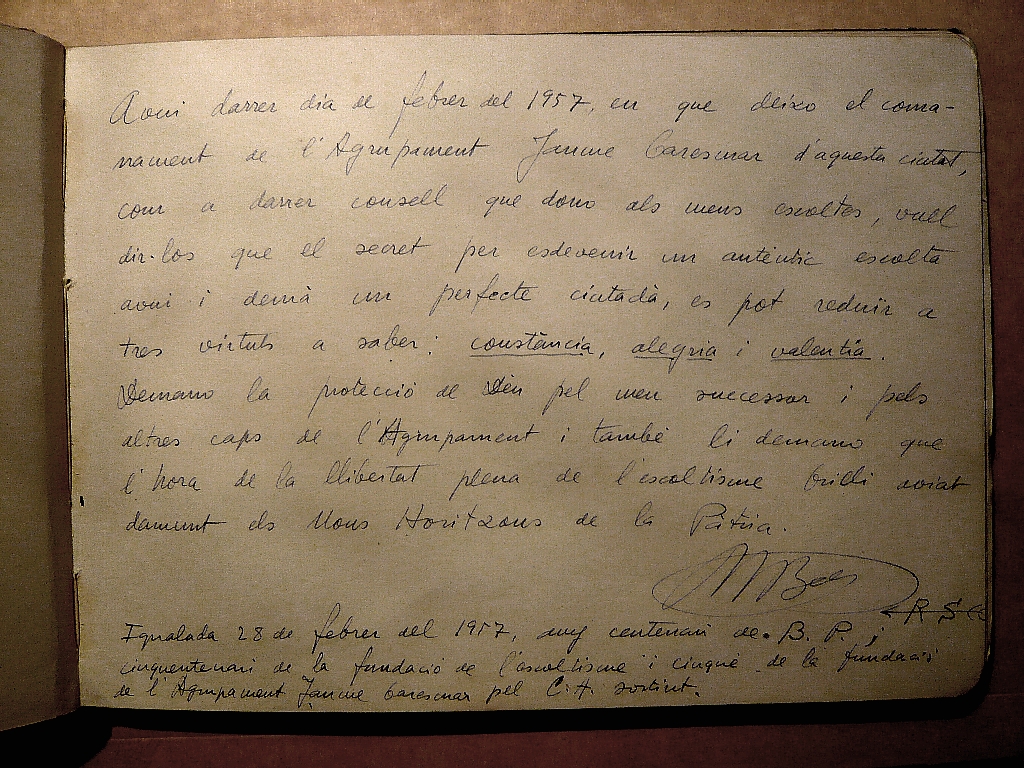 Avui darrer dia de febrer del 1957, en que deixo el coma-
nament de l'Agrupament Jaume Caresmar d'aquesta ciutat,
com a darrer consell que dono als meus escoltes, vull
dir-los que el secret per esdevenir un autèntic escolta
avui i demà un perfecte ciutadà, es pot reduïr a
tres virtuts a saber: constància, alegria i valentia.
Demano la protecció de Déu pel meu successor i pels
altres caps de l'Agrupament i també li demano que
l'hora de la llibertat plena de l'escoltisme brilli aviat
damunt els Nous Horitzons de la Pàtria.
R S
Igualada 28 de febrer del 1957, any centenari de B. P. i
cinquentenari de la fundació de l'escoltisme i cinquè de la fundació
de l'Agrupament Jaume Caresmar pel C.A. sortint.